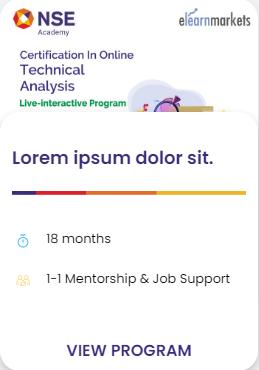 NSE
Academy
elearnmarkets
Certification In Online
Technical
Analysis
Live-interactive Program
Lorem ipsum dolor sit.
18 months
1-1 Mentorship & Job Support
VIEW PROGRAM